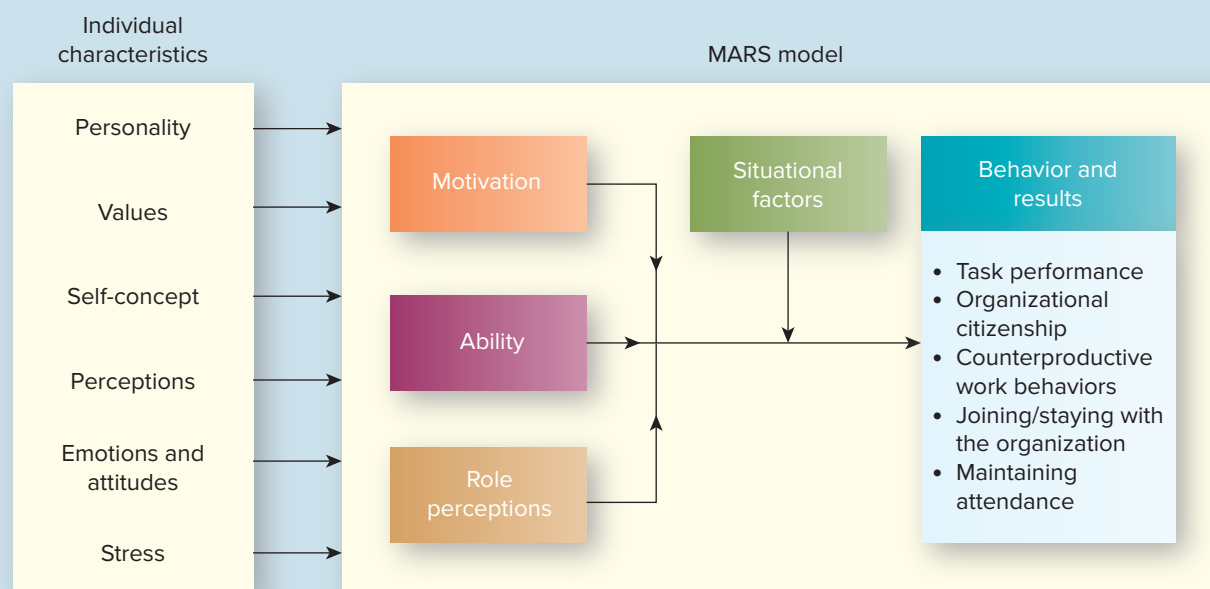 Individual
characteristics
MARS model
Personality
Values
Self-concept
Perceptions
Emotions and
attitudes
Stress
Motivation
Ability
Role
perceptions
Situational
factors
Behavior and
results
• Task performance
• Organizational
citizenship
• Counterproductive
work behaviors
• Joining/staying with
the organization
• Maintaining
attendance